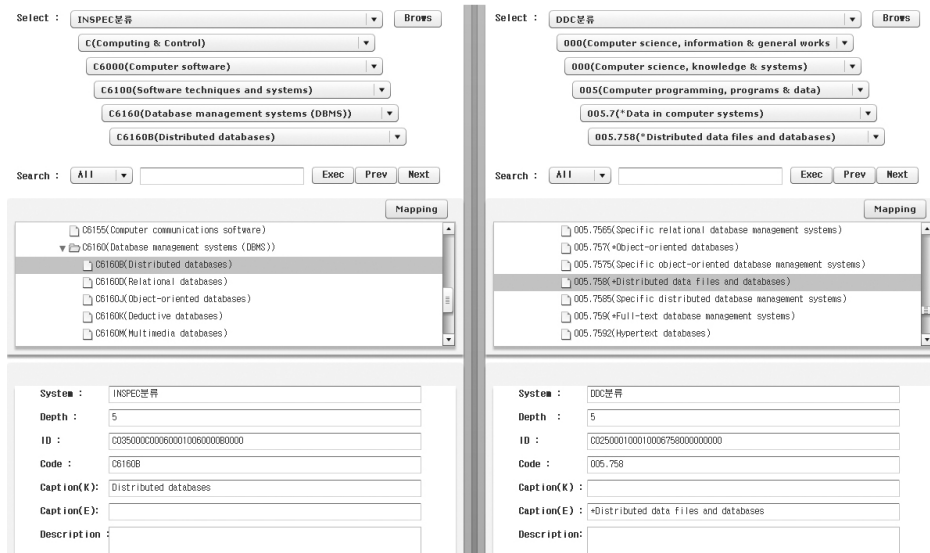 Select : INSPEC분류 Brows
C(Computing & Control)
C6000(Computer software)
C6100(Software techniques and systems)
C6160(Database management systems (DBMS))
C6160B(Distributed databases)
Search : All Exec Prev Next
Mapping
C6155(Computer communications software)
C6160(Database management systems (DBMS))
C6160B(Distributed databases)
C6160D(Relational databases)
C6160J(Object-oriented databases)
C6160K(Deductive databases)
C6160M(Multimedia databases)
System : INSPEC분류
Depth : 5
ID : C035000C000600010060000B0000
Code : C6160B
Caption(K): Distributed databases
Caption(E):
Description :
Select : DDC분류 Brows
000(Computer science, information & general works
000(Computer science, knowledge & systems)
005(Computer programming, programs & data)
005.7(*Data in computer systems)
005.758(*Distributed data files and databases)
Search : All Exec Prev Next
Mapping
005.7565(Specific relational database management systems)
005.757(*Object-oriented databases)
005.7575(Specific object-oriented database management systems)
005.758(*Distributed data files and databases)
005.7585(Specific distributed database management systems)
005.759(*Full-text database management systems)
005.7592(Hypertext databases)
System : DDC분류
Depth : 5
ID : C0250001000100067580000000000
Code : 005.758
Caption(K) :
Caption(E) : *Distributed data files and databases
Description: